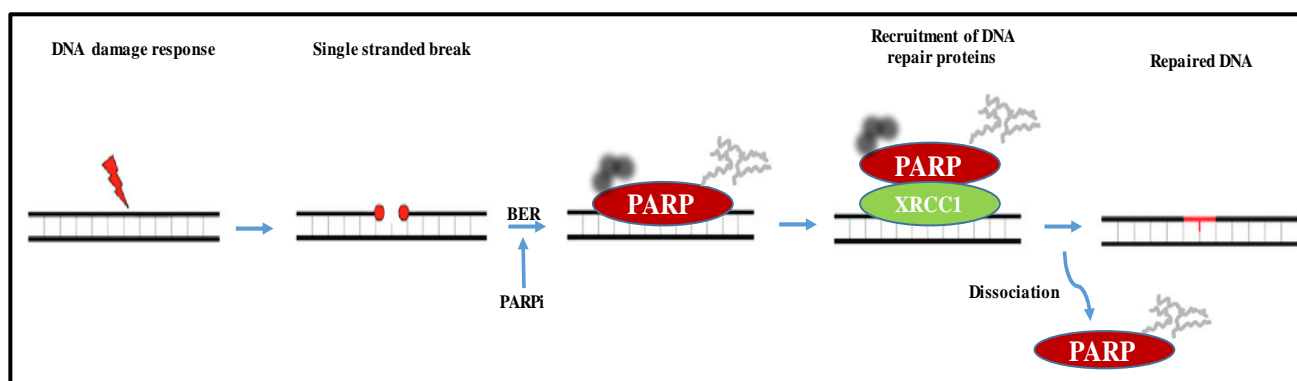 DNA damage response
Single stranded break
Recruitment of DNA
repair proteins
Repaired DNA
BER
PARPi
PARP
PARP
XRCC1
Dissociation
PARP